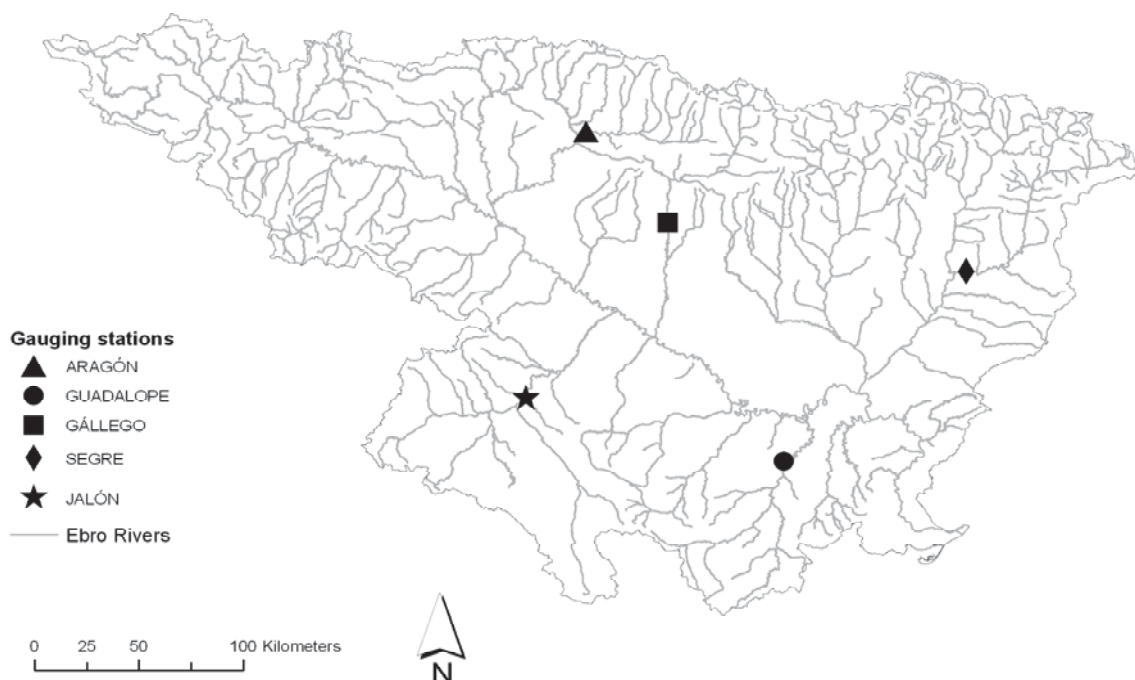 Gauging stations
ARAGÓN
GUADALOPE
GÁLLEGO
SEGRE
JALÓN
Ebro Rivers
0 25 50 100 Kilometers
N